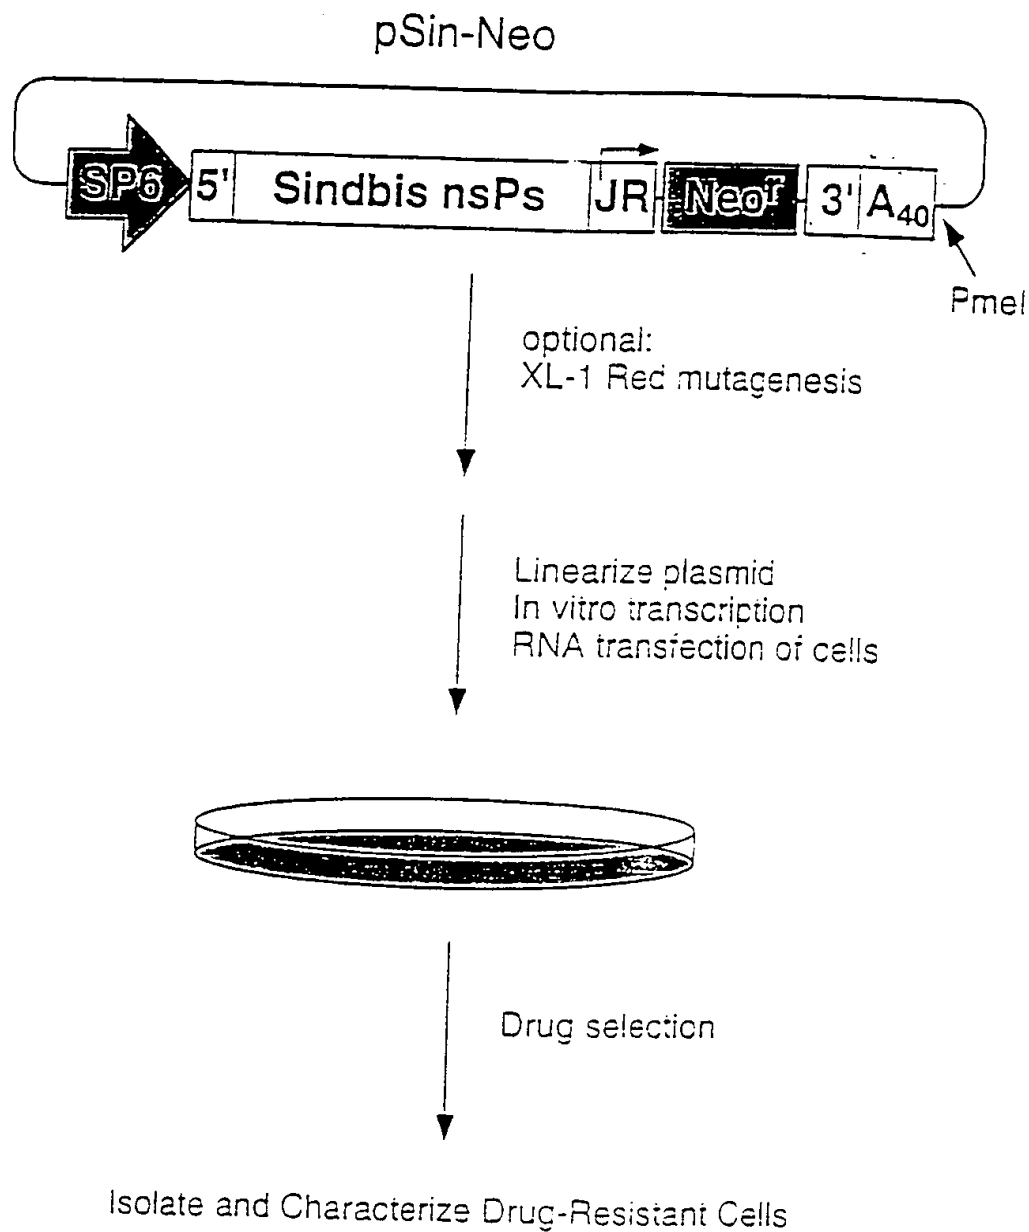 pSin-Neo
SP6 5' Sindbis nsPs JR Neoʳ 3' A₄₀
PmeI
optional:
XL-1 Red mutagenesis
Linearize plasmid
In vitro transcription
RNA transfection of cells
Drug selection
Isolate and Characterize Drug-Resistant Cells